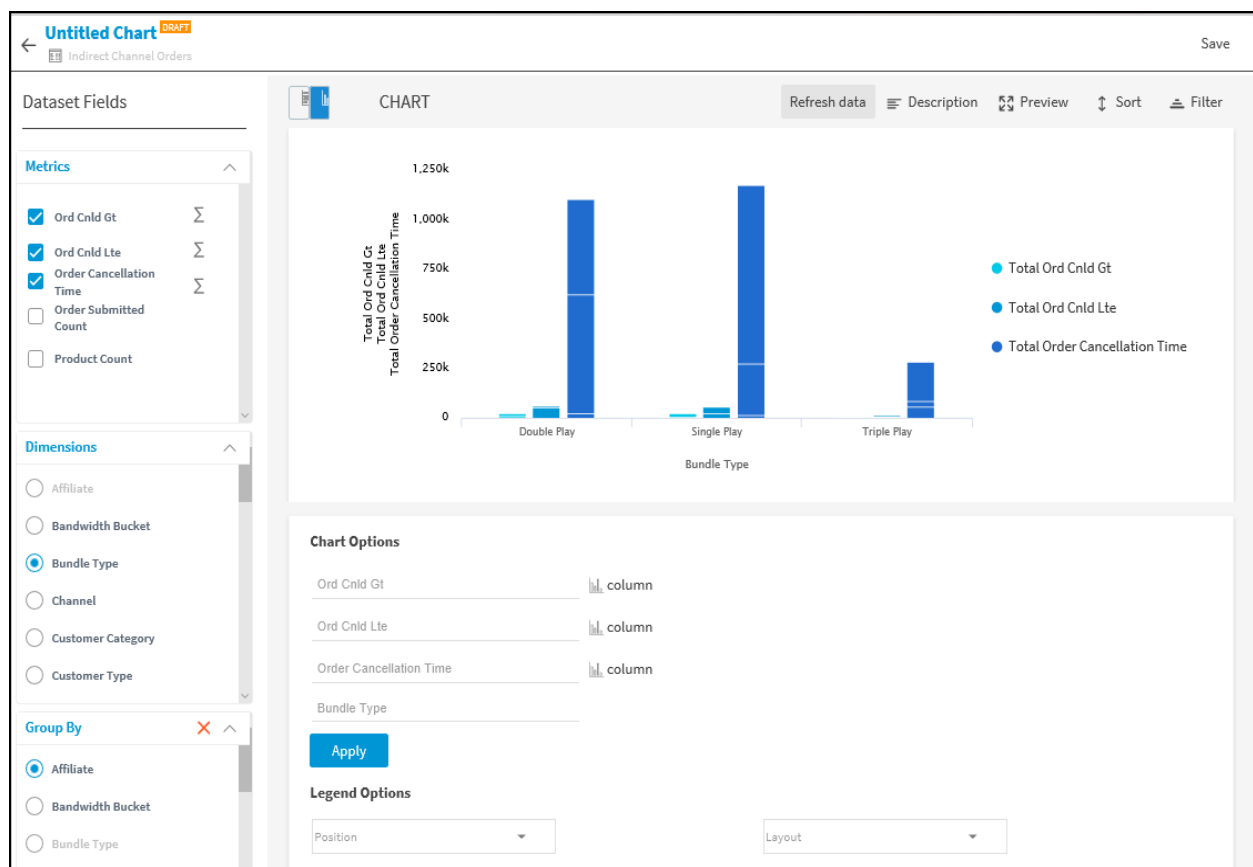 Untitled Chart DRAFT
Indirect Channel Orders
Save
Dataset Fields
Metrics
Ord Cnld Gt
Ord Cnld Lte
Order Cancellation
Time
Order Submitted
Count
Product Count
Dimensions
Affiliate
Bandwidth Bucket
Bundle Type
Channel
Customer Category
Customer Type
Group By
Affiliate
Bandwidth Bucket
Bundle Type
CHART
Refresh data Description Preview Sort Filter
Total Ord Cnld Gt
Total Ord Cnld Lte
Total Order Cancellation Time
1,250k
1,000k
750k
500k
250k
0
Double Play Single Play Triple Play
Bundle Type
Total Ord Cnld Gt
Total Ord Cnld Lte
Total Order Cancellation Time
Chart Options
Ord Cnld Gt column
Ord Cnld Lte column
Order Cancellation Time column
Bundle Type
Apply
Legend Options
Position Layout